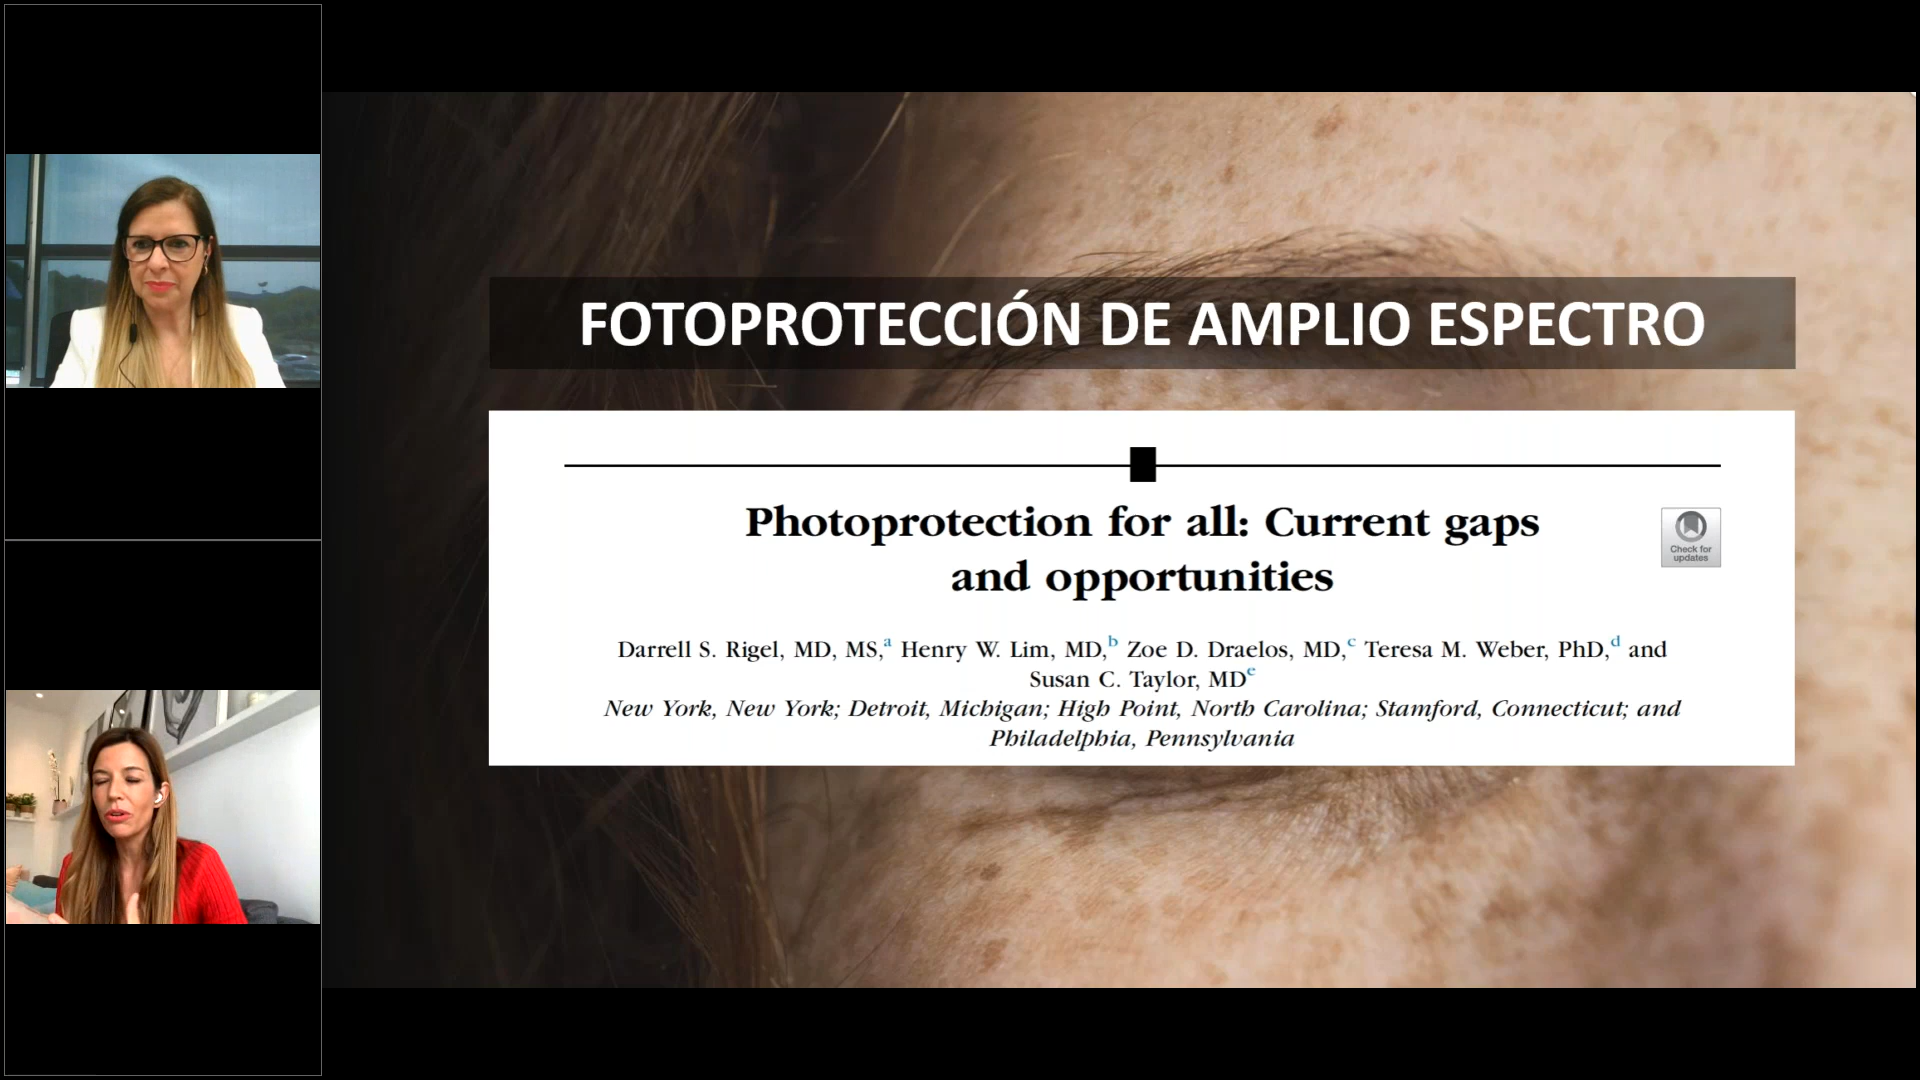 FOTOPROTECCIÓN DE AMPLIO ESPECTRO
Photoprotection for all: Current gaps
and opportunities
Check for
updates
Darrell S. Rigel, MD, MS,a Henry W. Lim, MD,b Zoe D. Draelos, MD,c Teresa M. Weber, PhD,d and
Susan C. Taylor, MDe
New York, New York; Detroit, Michigan; High Point, North Carolina; Stamford, Connecticut; and
Philadelphia, Pennsylvania